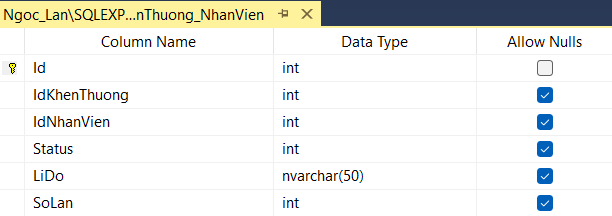 Ngoc_Lan\SQLEXP...nThuong_NhanVien
Column Name Data Type Allow Nulls
Id int
IdKhenThuong int
IdNhanVien int
Status int
LiDo nvarchar(50)
SoLan int